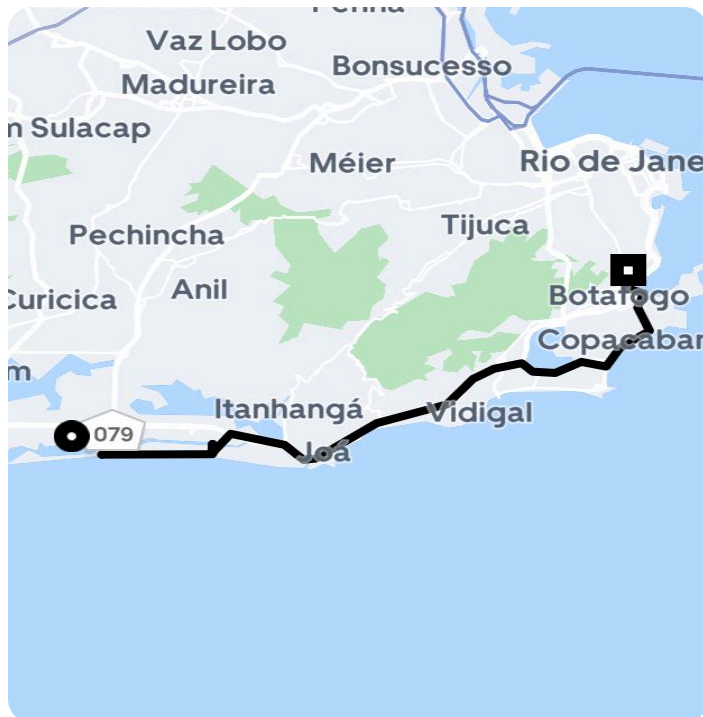 Penha
Vaz Lobo
Bonsucesso
Madureira
m Sulacap
Méier
Rio de Jane
Tijuca
Pechincha
Anil
Curicica
Botafogo
Copacabar
m
Itanhangá
Vidigal
079
Joá